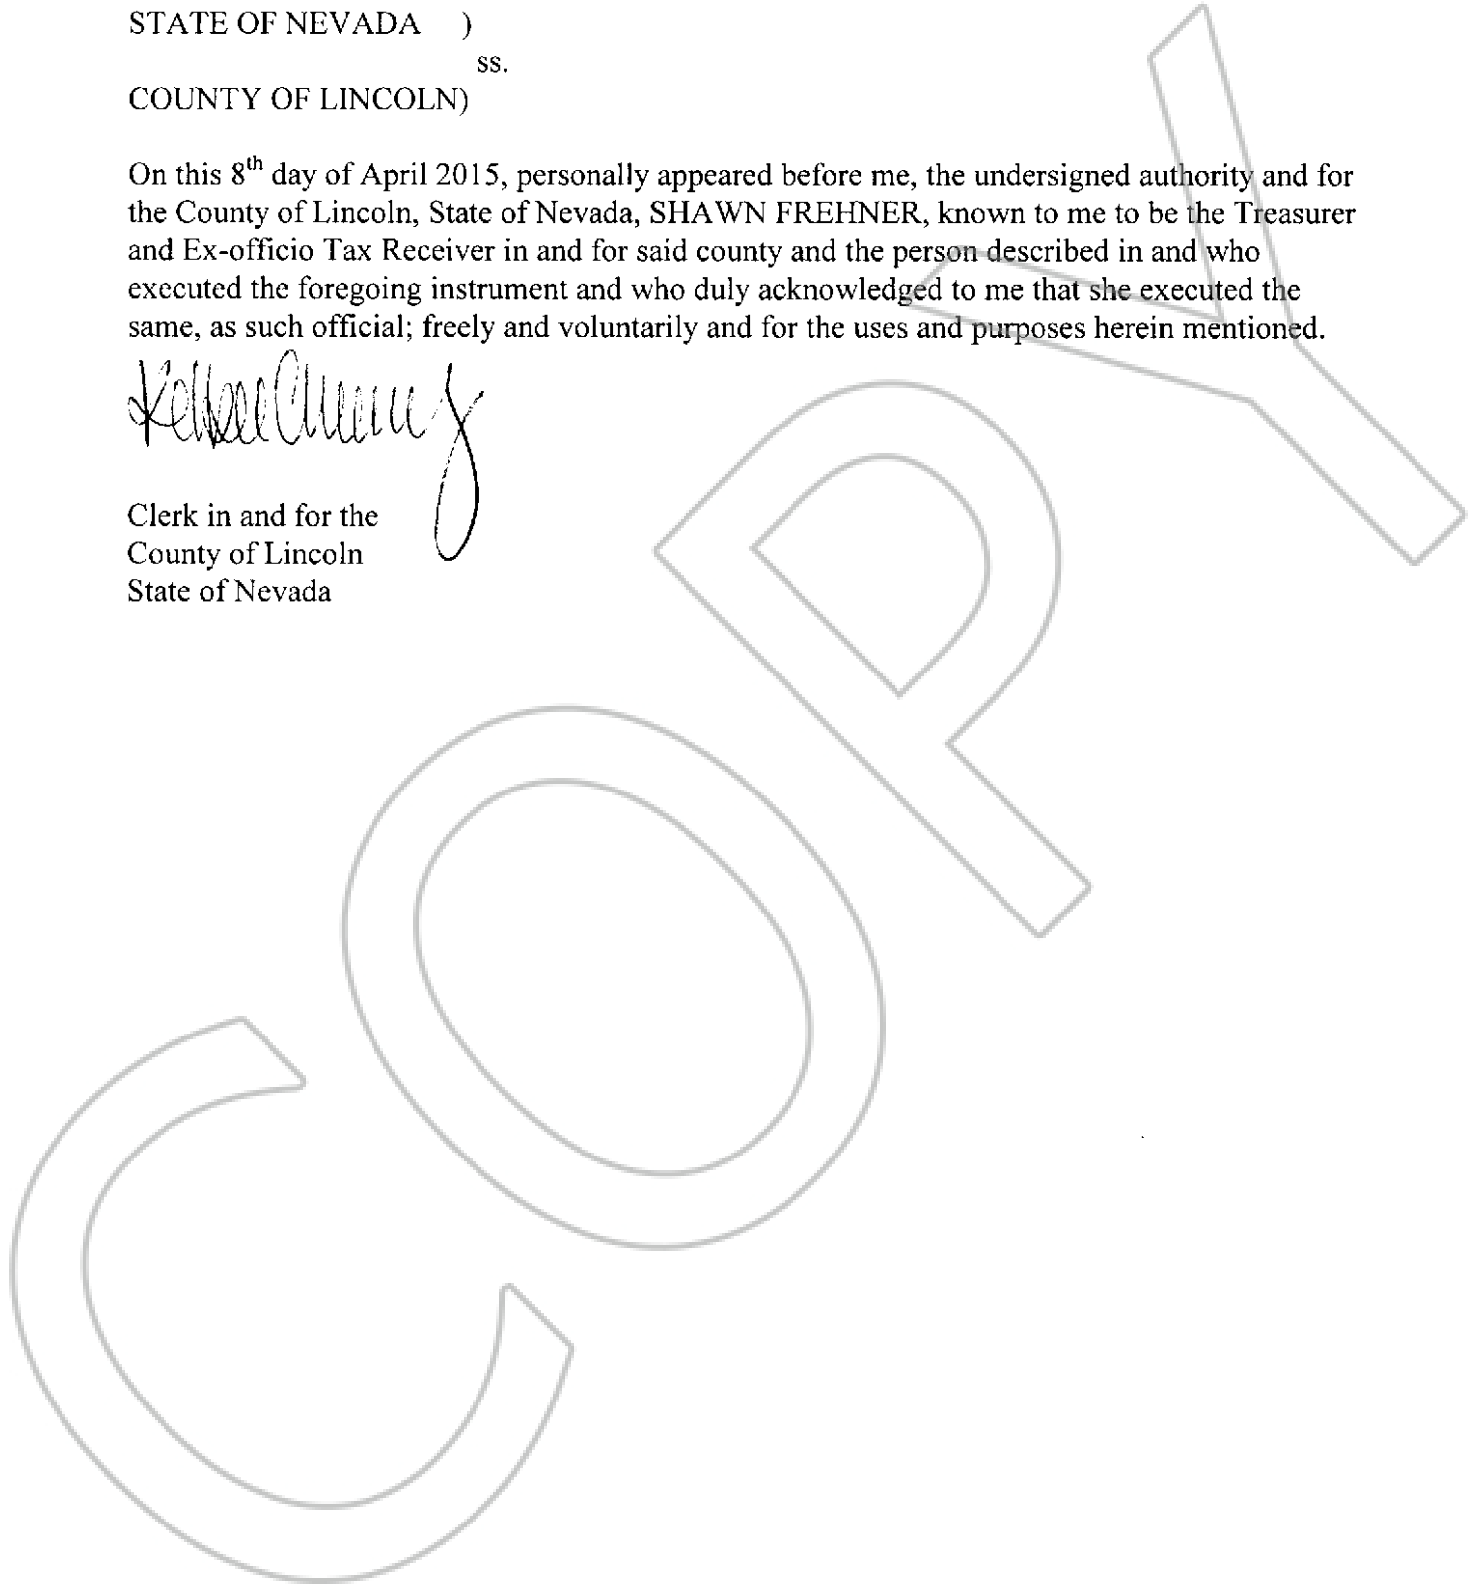 STATE OF NEVADA )
ss.
COUNTY OF LINCOLN)
On this 8th day of April 2015, personally appeared before me, the undersigned authority and for
the County of Lincoln, State of Nevada, SHAWN FREHNER, known to me to be the Treasurer
and Ex-officio Tax Receiver in and for said county and the person described in and who
executed the foregoing instrument and who duly acknowledged to me that she executed the
same, as such official; freely and voluntarily and for the uses and purposes herein mentioned.
Clerk in and for the
County of Lincoln
State of Nevada
COPY